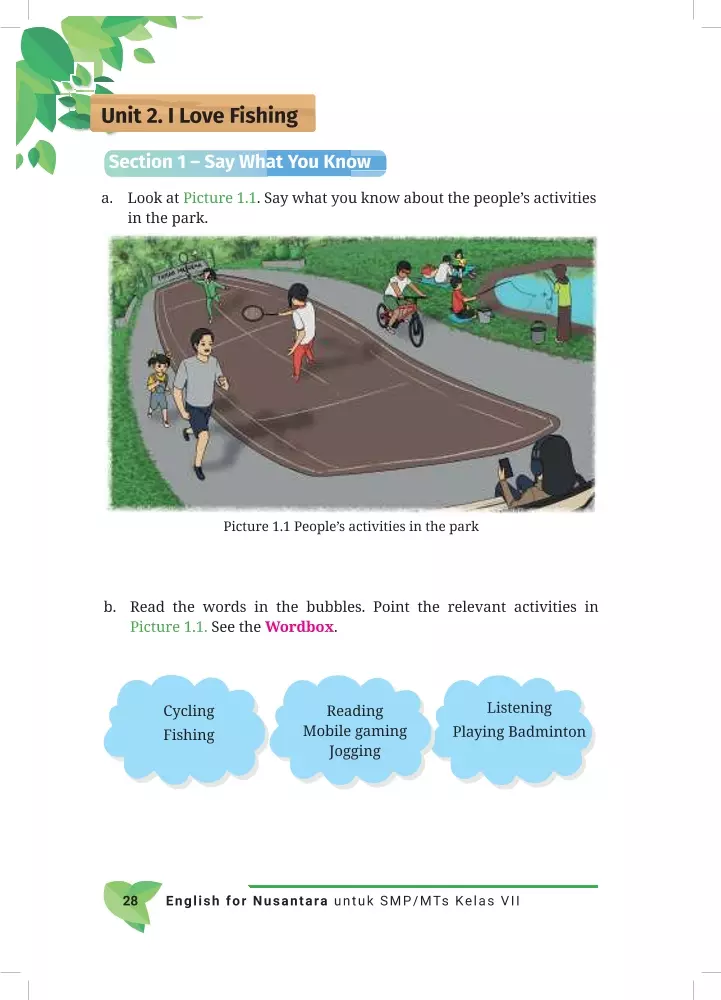 Unit 2. I Love Fishing
Section 1 – Say What You Know
a. Look at Picture 1.1. Say what you know about the people’s activities
in the park.
Picture 1.1 People’s activities in the park
b. Read the words in the bubbles. Point the relevant activities in
Picture 1.1. See the Wordbox.
Cycling
Fishing
Reading
Mobile gaming
Jogging
Listening
Playing Badminton
28 English for Nusantara untuk SMP/MTs Kelas VII